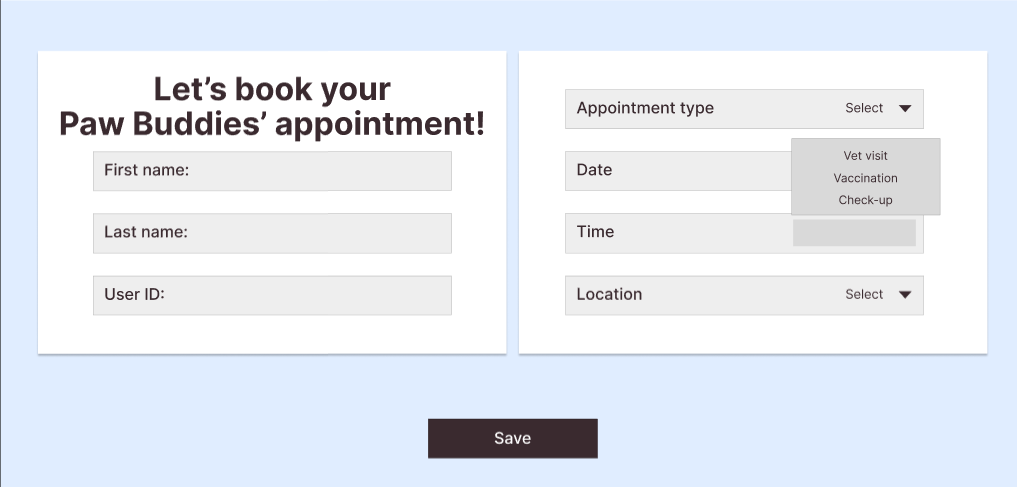 Let’s book your
Paw Buddies’ appointment!
First name:
Last name:
User ID:
Appointment type Select
Vet visit
Vaccination
Check-up
Date
Time
Location Select
Save